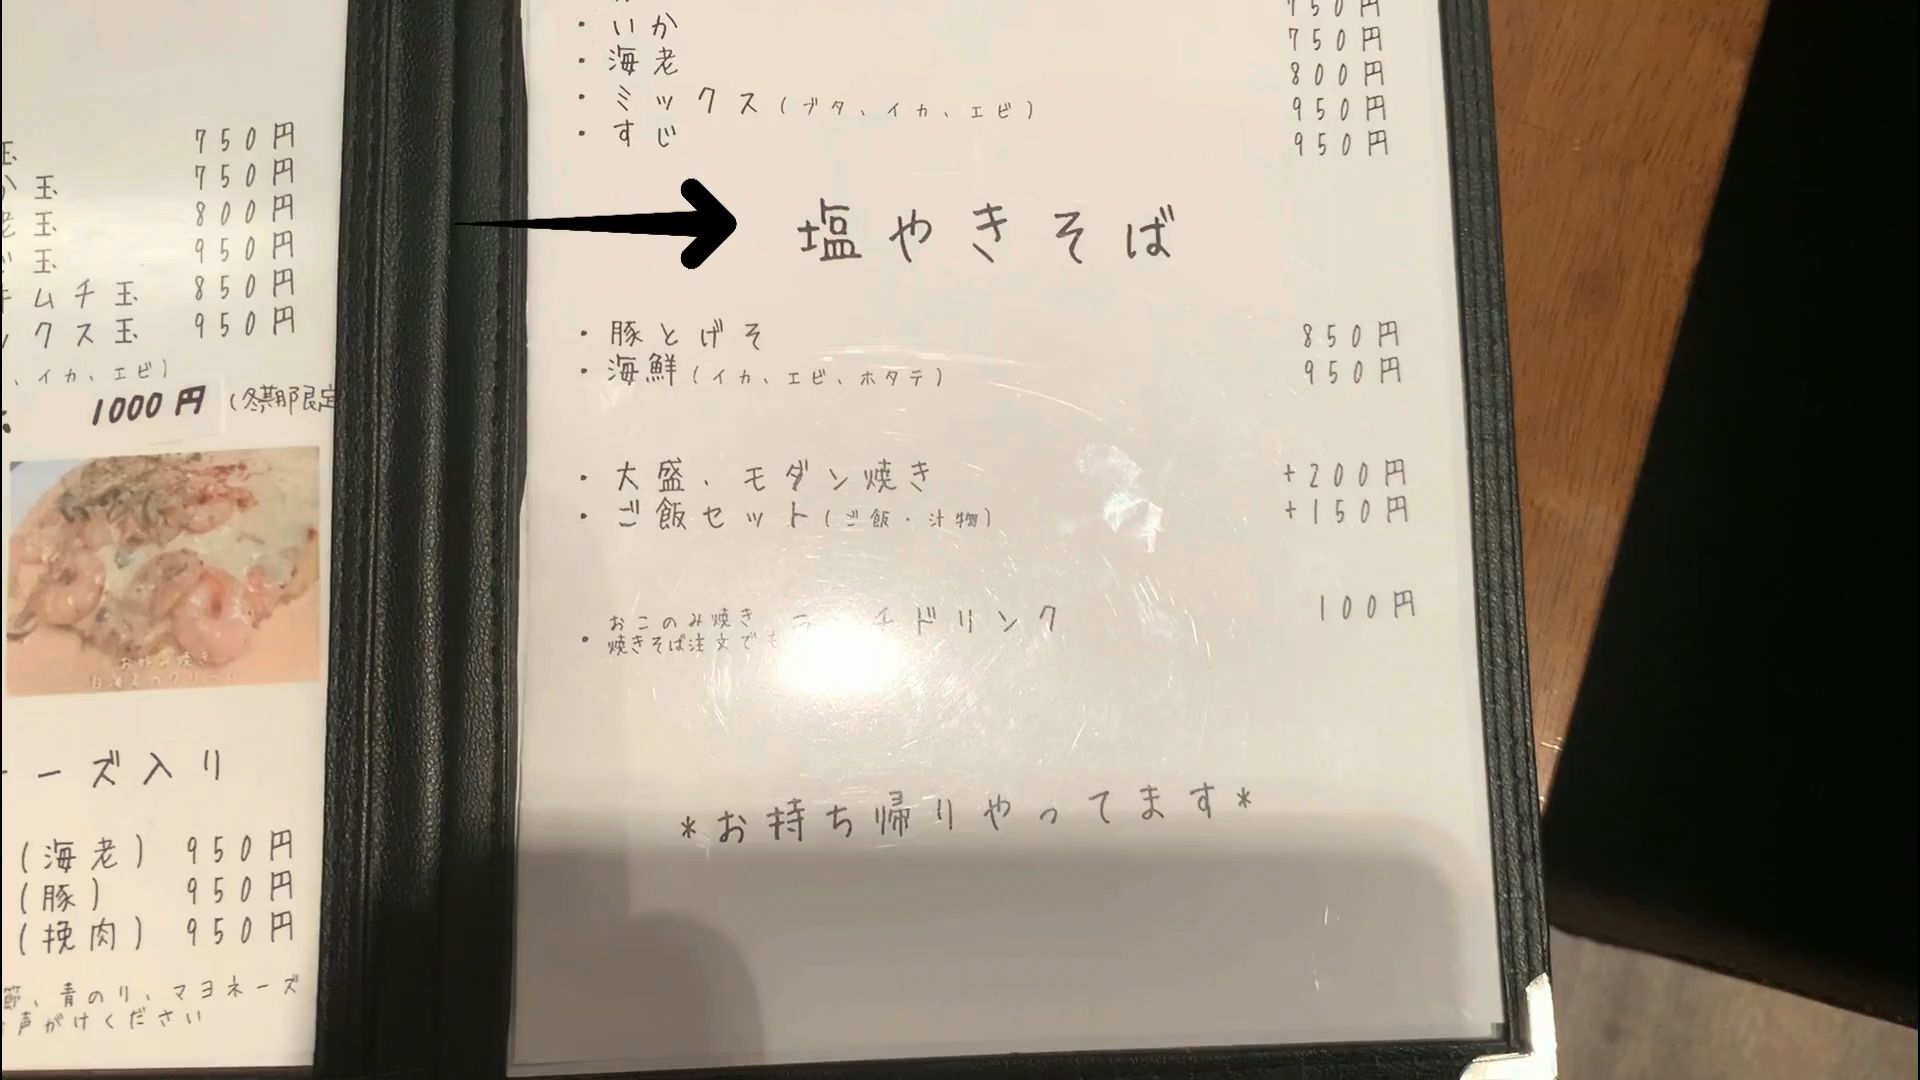 玉 750円
か玉 750円
老玉 800円
玉 950円
キムチ玉 850円
ックス玉 950円
、イカ、エビ)
1000円 (冬期限定
お好み焼き
ーズ入り
(海老) 950円
(豚) 950円
(挽肉) 950円
節、青のり、マヨネーズ
声がけください
750円
・いか 750円
・海老 800円
・ミックス(ブタ、イカ、エビ) 950円
・すじ 950円
塩やきそば
・豚とげそ 850円
・海鮮(イカ、エビ、ホタテ) 950円
・大盛、モダン焼き +200円
・ご飯セット(ご飯・汁物) +150円
おこのみ焼き
・焼きそば注文で
ドリンク 100円
*お持ち帰りやってます*